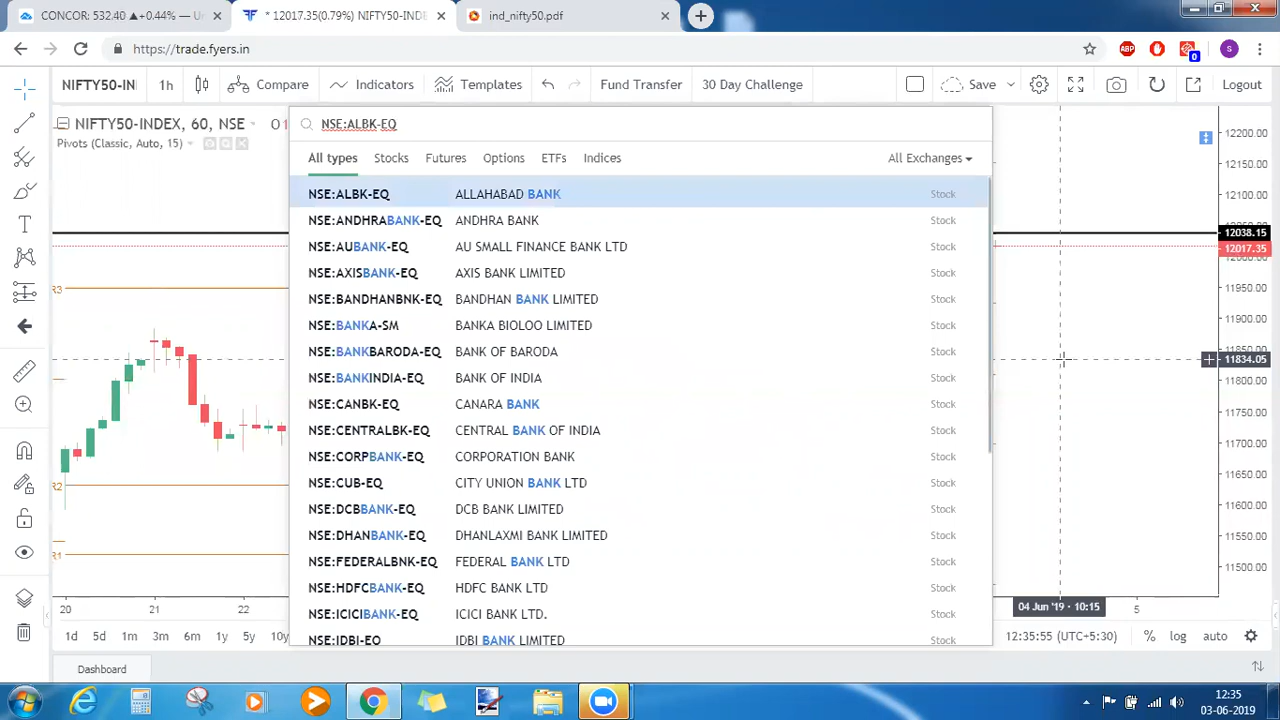 CONCOR: 532.40 ▲+0.44% — Un
* 12017.35(0.79%) NIFTY50-INDE
ind_nifty50.pdf
https://trade.fyers.in
ABP
0
S
NIFTY50-IN
1h
Compare
Indicators
Templates
Fund Transfer
30 Day Challenge
Save
Logout
NIFTY50-INDEX, 60, NSE
O1
Pivots (Classic, Auto, 15)
NSE:ALBK-EQ
All types Stocks Futures Options ETFs Indices All Exchanges
NSE:ALBK-EQ ALLAHABAD BANK Stock
NSE:ANDHRABANK-EQ ANDHRA BANK Stock
NSE:AUBANK-EQ AU SMALL FINANCE BANK LTD Stock
NSE:AXISBANK-EQ AXIS BANK LIMITED Stock
NSE:BANDHANBNK-EQ BANDHAN BANK LIMITED Stock
NSE:BANKA-SM BANKA BIOLOO LIMITED Stock
NSE:BANKBARODA-EQ BANK OF BARODA Stock
NSE:BANKINDIA-EQ BANK OF INDIA Stock
NSE:CANBK-EQ CANARA BANK Stock
NSE:CENTRALBK-EQ CENTRAL BANK OF INDIA Stock
NSE:CORPBANK-EQ CORPORATION BANK Stock
NSE:CUB-EQ CITY UNION BANK LTD Stock
NSE:DCBBANK-EQ DCB BANK LIMITED Stock
NSE:DHANBANK-EQ DHANLAXMI BANK LIMITED Stock
NSE:FEDERALBNK-EQ FEDERAL BANK LTD Stock
NSE:HDFCBANK-EQ HDFC BANK LTD Stock
NSE:ICICIBANK-EQ ICICI BANK LTD. Stock
NSE:IDBI-EQ IDBI BANK LIMITED Stock
R3
R2
R1
12200.00
12150.00
12100.00
12038.15
12017.35
12000.00
11950.00
11900.00
11834.05
11800.00
11750.00
11700.00
11650.00
11600.00
11550.00
11500.00
20 21 22 04 Jun '19 - 10:15 5
1d 5d 1m 3m 6m 1y 5y 10y
12:35:55 (UTC+5:30) % log auto
Dashboard
12:35
03-06-2019